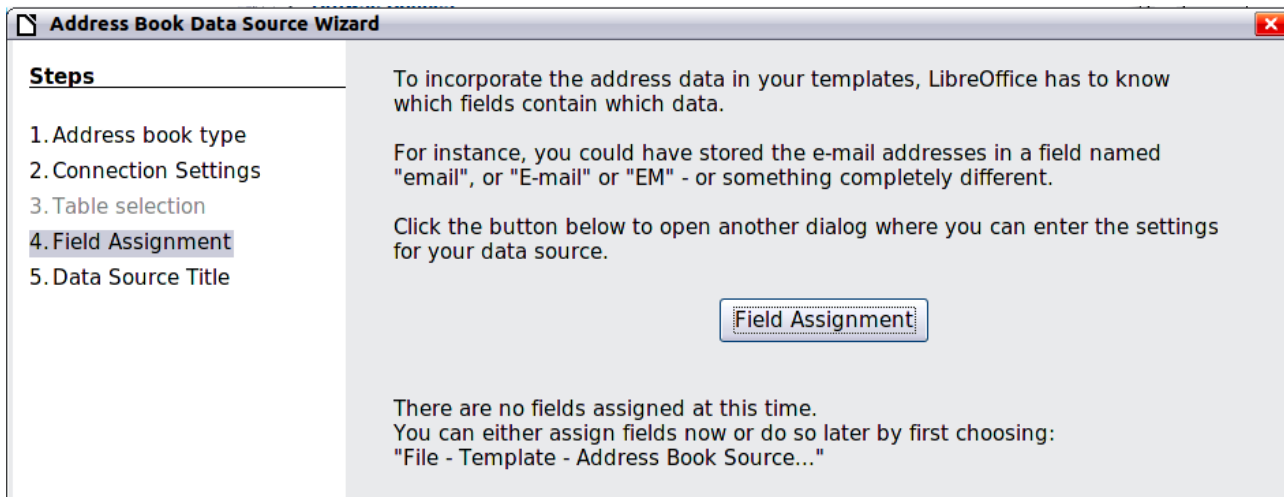 Address Book Data Source Wizard
Steps
1. Address book type
2. Connection Settings
3. Table selection
4. Field Assignment
5. Data Source Title
To incorporate the address data in your templates, LibreOffice has to know
which fields contain which data.
For instance, you could have stored the e-mail addresses in a field named
"email", or "E-mail" or "EM" - or something completely different.
Click the button below to open another dialog where you can enter the settings
for your data source.
Field Assignment
There are no fields assigned at this time.
You can either assign fields now or do so later by first choosing:
"File - Template - Address Book Source..."